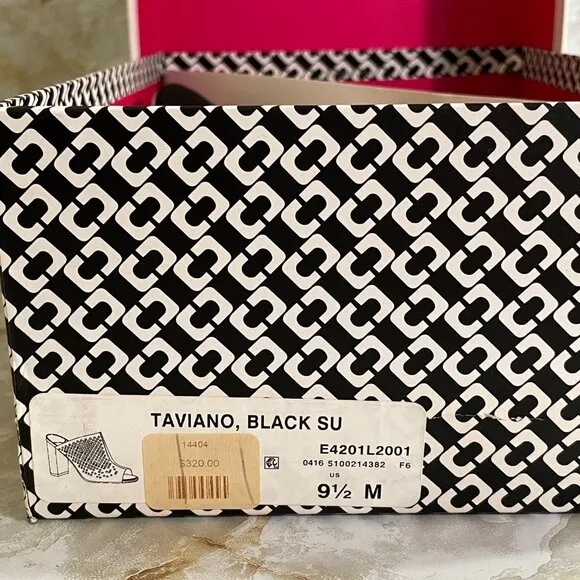 TAVIANO, BLACK SU
14404
$320.00
E4201L2001
0416 5100214382 F6
US
9½ M